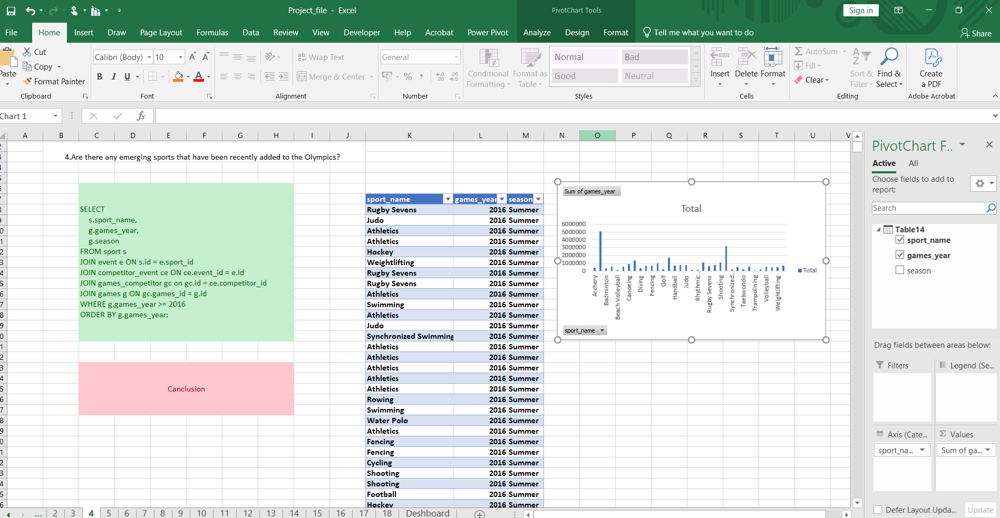 Project_file - Excel
PivotChart Tools
Sign in
File Home Insert Draw Page Layout Formulas Data Review View Developer Help Acrobat Power Pivot Analyze Design Format Tell me what you want to do Share
Paste
Cut
Copy
Format Painter
Clipboard
Calibri (Body) 10
B I U
Font
Wrap Text
Merge & Center
Alignment
General
% ,
Number
Conditional Formatting
Format as Table
Normal Bad
Good Neutral
Styles
Insert Delete Format
Cells
AutoSum
Fill
Clear
Sort & Filter
Find & Select
Editing
Create a PDF
Adobe Acrobat
Chart 1
fx
A B C D E F G H I J K L M N O P Q R S T U V
4.Are there any emerging sports that have been recently added to the Olympics?
SELECT
s.sport_name,
g.games_year,
g.season
FROM sport s
JOIN event e ON s.id = e.sport_id
JOIN competitor_event ce ON ce.event_id = e.id
JOIN games_competitor gc on gc.id = ce.competitor_id
JOIN games g ON gc.games_id = g.id
WHERE g.games_year >= 2016
ORDER BY g.games_year;
Canclusion
sport_name games_year season
Rugby Sevens 2016 Summer
Judo 2016 Summer
Athletics 2016 Summer
Athletics 2016 Summer
Hockey 2016 Summer
Weightlifting 2016 Summer
Rugby Sevens 2016 Summer
Rugby Sevens 2016 Summer
Athletics 2016 Summer
Swimming 2016 Summer
Athletics 2016 Summer
Judo 2016 Summer
Synchronized Swimming 2016 Summer
Athletics 2016 Summer
Athletics 2016 Summer
Athletics 2016 Summer
Athletics 2016 Summer
Athletics 2016 Summer
Rowing 2016 Summer
Swimming 2016 Summer
Water Polo 2016 Summer
Athletics 2016 Summer
Fencing 2016 Summer
Fencing 2016 Summer
Cycling 2016 Summer
Shooting 2016 Summer
Shooting 2016 Summer
Football 2016 Summer
Hockey 2016 Summer
Sum of games_year
Total
6000000
5000000
4000000
3000000
2000000
1000000
0
Archery
Badminton
Beach Volleyball
Canoeing
Diving
Fencing
Golf
Handball
Judo
Rhythmic...
Rugby Sevens
Shooting
Synchronized...
Taekwondo
Trampolining
Volleyball
Weightlifting
Total
sport_name
PivotChart F..
Active All
Choose fields to add to report:
Search
Table14
sport_name
games_year
season
Drag fields between areas below:
Filters
Legend (Se...
Axis (Cate...
Values
sport_na...
Sum of ga...
Defer Layout Upda...
Update
... 2 3 4 5 6 7 8 9 10 11 12 13 14 15 16 17 18 Deshboard